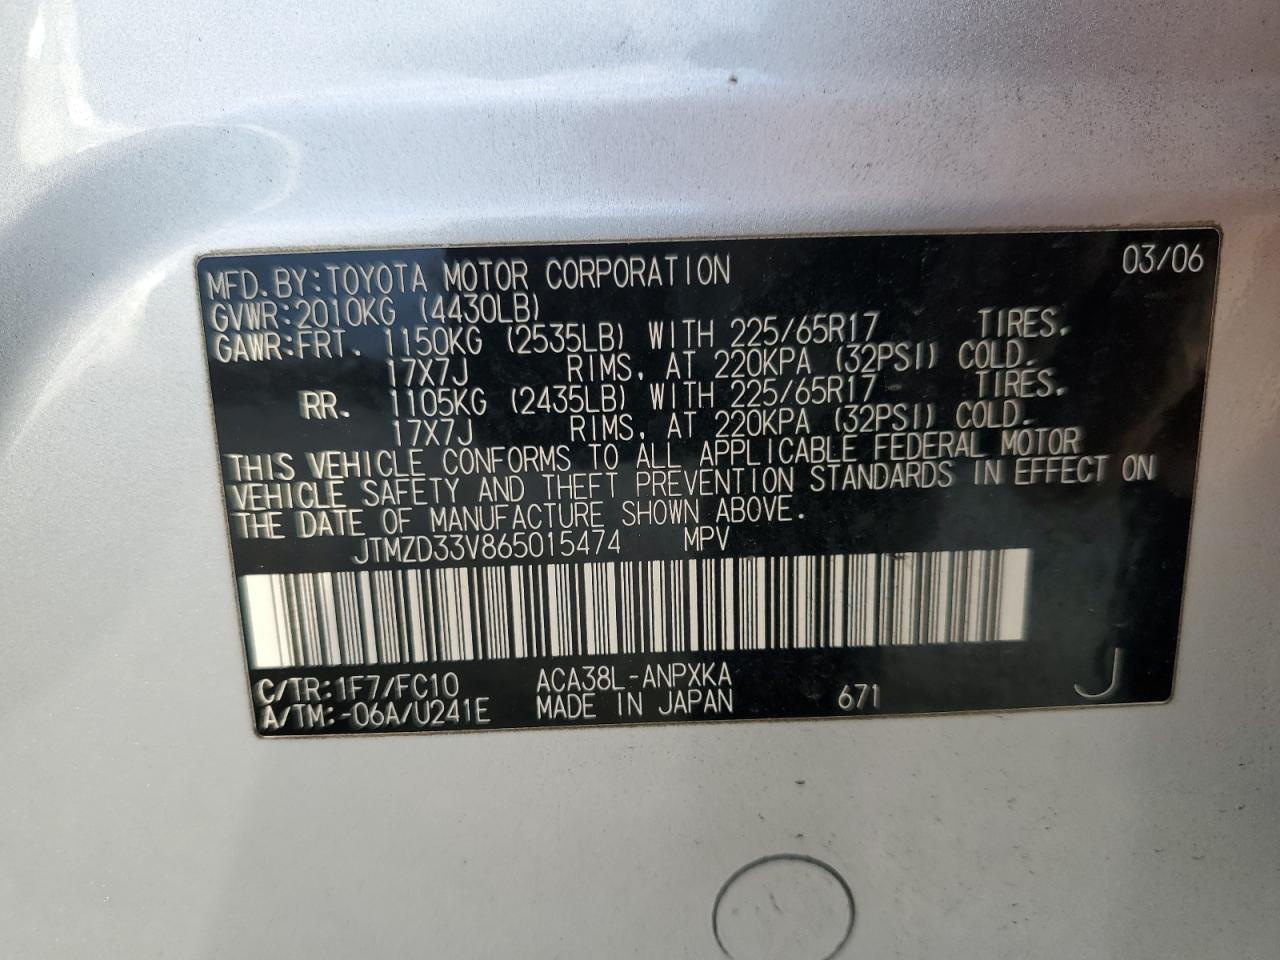 MFD.BY:TOYOTA MOTOR CORPORATION 03/06
GVWR:2010KG (4430LB)
GAWR:FRT. 1150KG (2535LB) WITH 225/65R17 TIRES.
17X7J RIMS, AT 220KPA (32PSI) COLD.
RR. 1105KG (2435LB) WITH 225/65R17 TIRES.
17X7J RIMS, AT 220KPA (32PSI) COLD.
THIS VEHICLE CONFORMS TO ALL APPLICABLE FEDERAL MOTOR
VEHICLE SAFETY AND THEFT PREVENTION STANDARDS IN EFFECT ON
THE DATE OF MANUFACTURE SHOWN ABOVE.
JTMZD33V865015474 MPV
C/TR:1F7/FC10 ACA38L-ANPXKA
A/TM:-06A/U241E MADE IN JAPAN 671 J